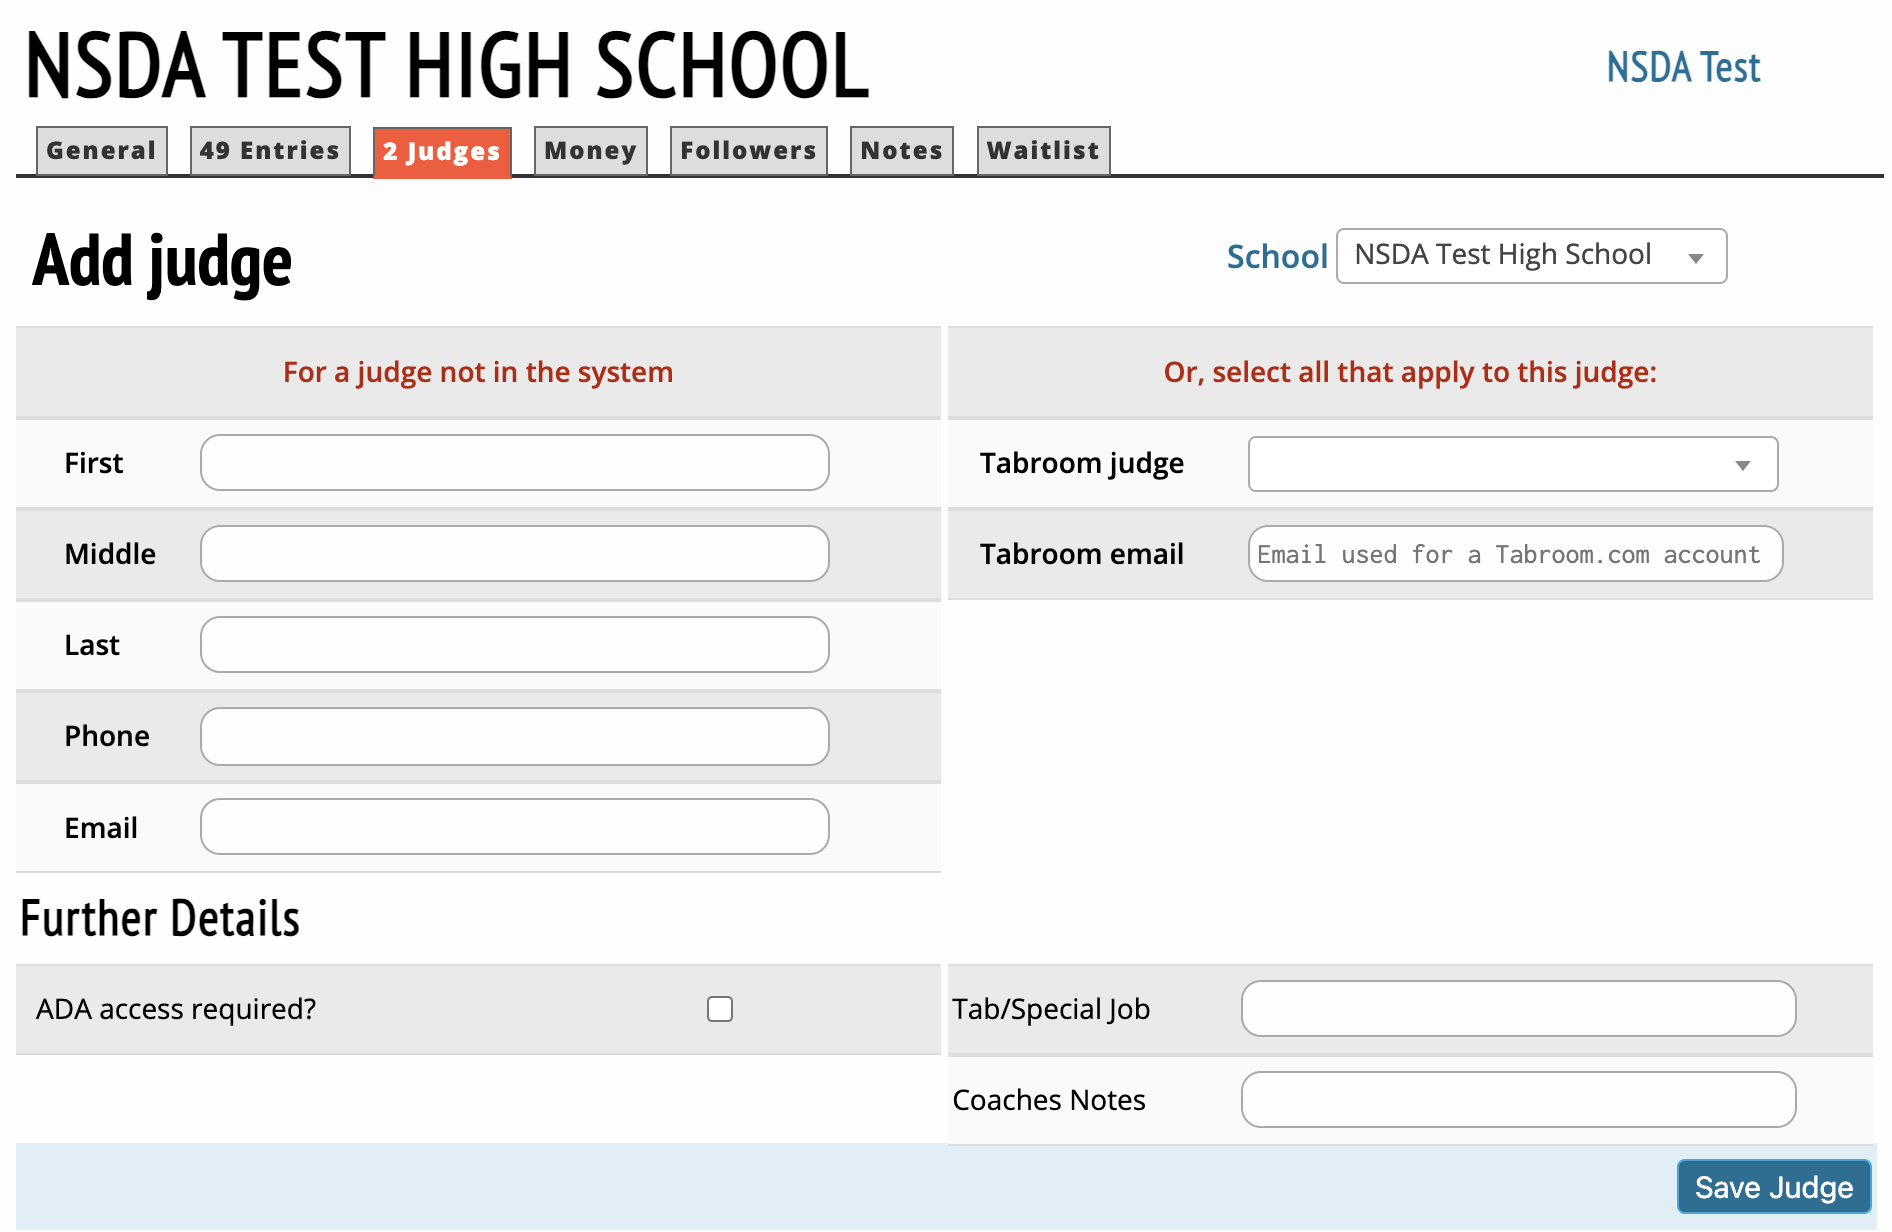 NSDA TEST HIGH SCHOOL
NSDA Test
General 49 Entries 2 Judges Money Followers Notes Waitlist
Add judge
School NSDA Test High School
For a judge not in the system
Or, select all that apply to this judge:
First
Tabroom judge
Middle
Tabroom email Email used for a Tabroom.com account
Last
Phone
Email
Further Details
ADA access required?
Tab/Special Job
Coaches Notes
Save Judge